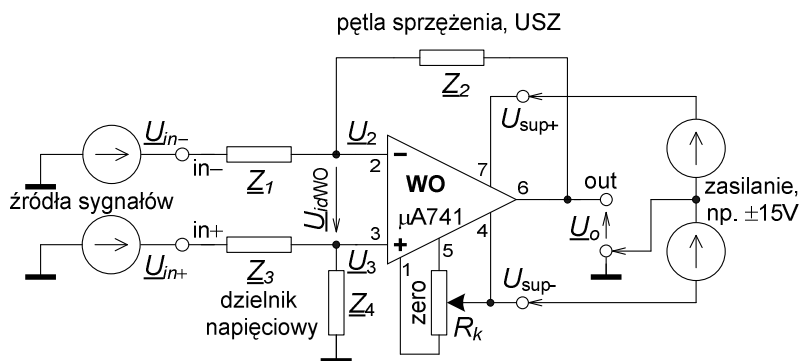 pętla sprzężenia, USZ
Z2
Usup+
Uin−
in−
Z1
U2
2
−
7
WO
µA741
6
out
zasilanie,
np. ±15V
źródła sygnałów
UidWO
Uo
in+
Uin+
Z3
U3
3
+
5
4
1
dzielnik
napięciowy
Z4
zero
Rk
Usup-